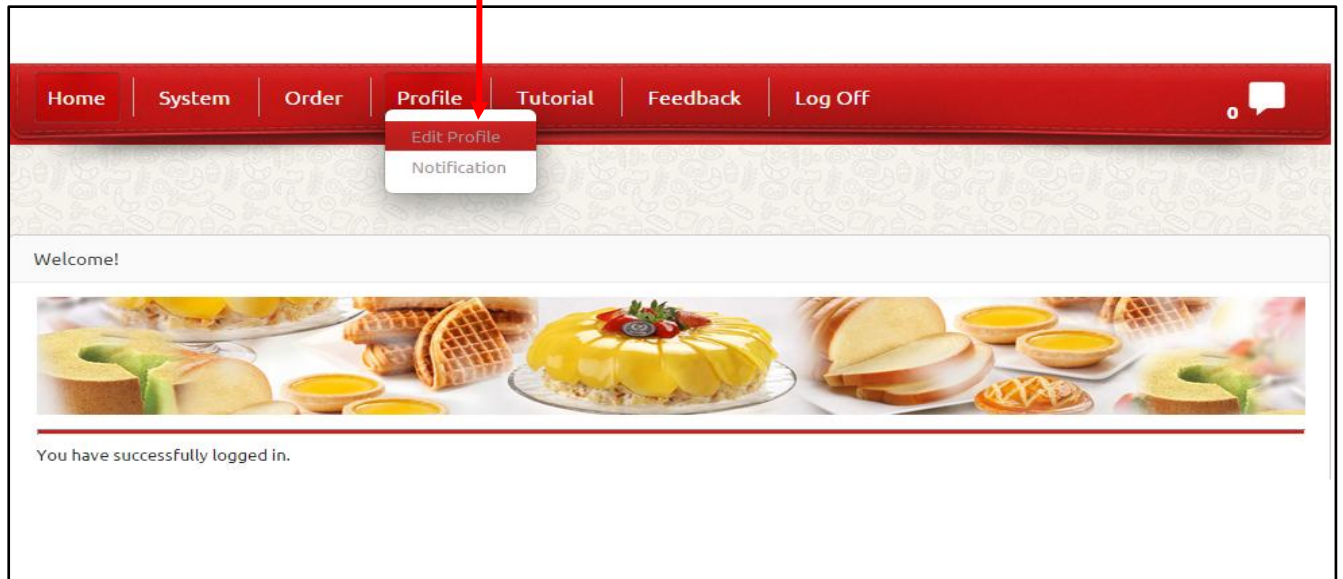 Home System Order Profile Tutorial Feedback Log Off 0
Edit Profile
Notification
Welcome!
You have successfully logged in.